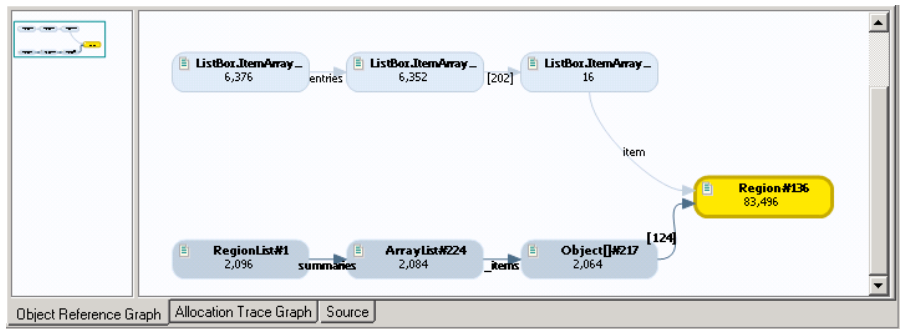 ListBox.ItemArray_
6,376
entries
ListBox.ItemArray_
6,352
[202]
ListBox.ItemArray_
16
item
Region#136
83,496
RegionList#1
2,096
summaries
ArrayList#224
2,084
_items
Object[]#217
2,064
[124]
Object Reference Graph
Allocation Trace Graph
Source